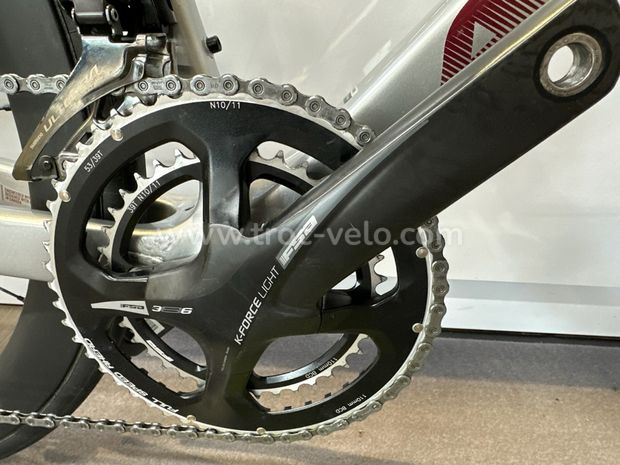 N10/11
ULTEGRA
53/39T
39T N10/11
www.troc-velo.com
FSA
K-FORCE LIGHT
FSA 386
FULL SPEED AHEAD
110mm BCD
110mm BCD